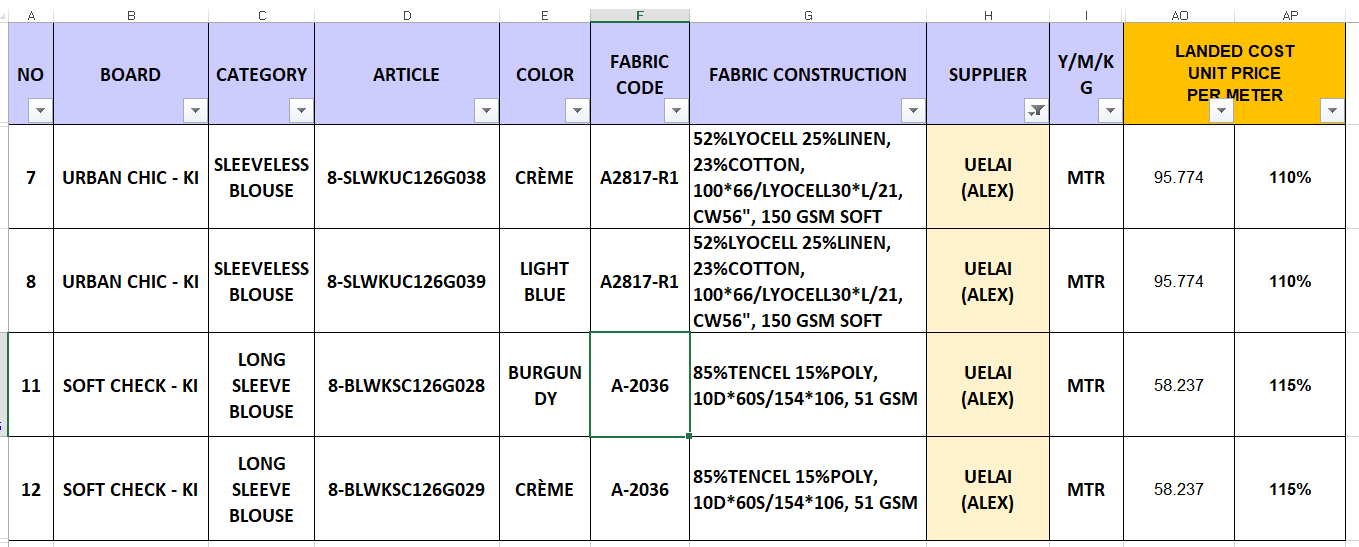 A B C D E F G H I AO AP
NO BOARD CATEGORY ARTICLE COLOR FABRIC CODE FABRIC CONSTRUCTION SUPPLIER Y/M/K G LANDED COST UNIT PRICE PER METER
7 URBAN CHIC - KI SLEEVELESS BLOUSE 8-SLWKUC126G038 CRÈME A2817-R1
52%LYOCELL 25%LINEN,
23%COTTON,
100*66/LYOCELL30*L/21,
CW56", 150 GSM SOFT
UELAI (ALEX) MTR 95.774 110%
8 URBAN CHIC - KI SLEEVELESS BLOUSE 8-SLWKUC126G039 LIGHT BLUE A2817-R1
52%LYOCELL 25%LINEN,
23%COTTON,
100*66/LYOCELL30*L/21,
CW56", 150 GSM SOFT
UELAI (ALEX) MTR 95.774 110%
11 SOFT CHECK - KI LONG SLEEVE BLOUSE 8-BLWKSC126G028 BURGUN DY A-2036
85%TENCEL 15%POLY,
10D*60S/154*106, 51 GSM
UELAI (ALEX) MTR 58.237 115%
12 SOFT CHECK - KI LONG SLEEVE BLOUSE 8-BLWKSC126G029 CRÈME A-2036
85%TENCEL 15%POLY,
10D*60S/154*106, 51 GSM
UELAI (ALEX) MTR 58.237 115%